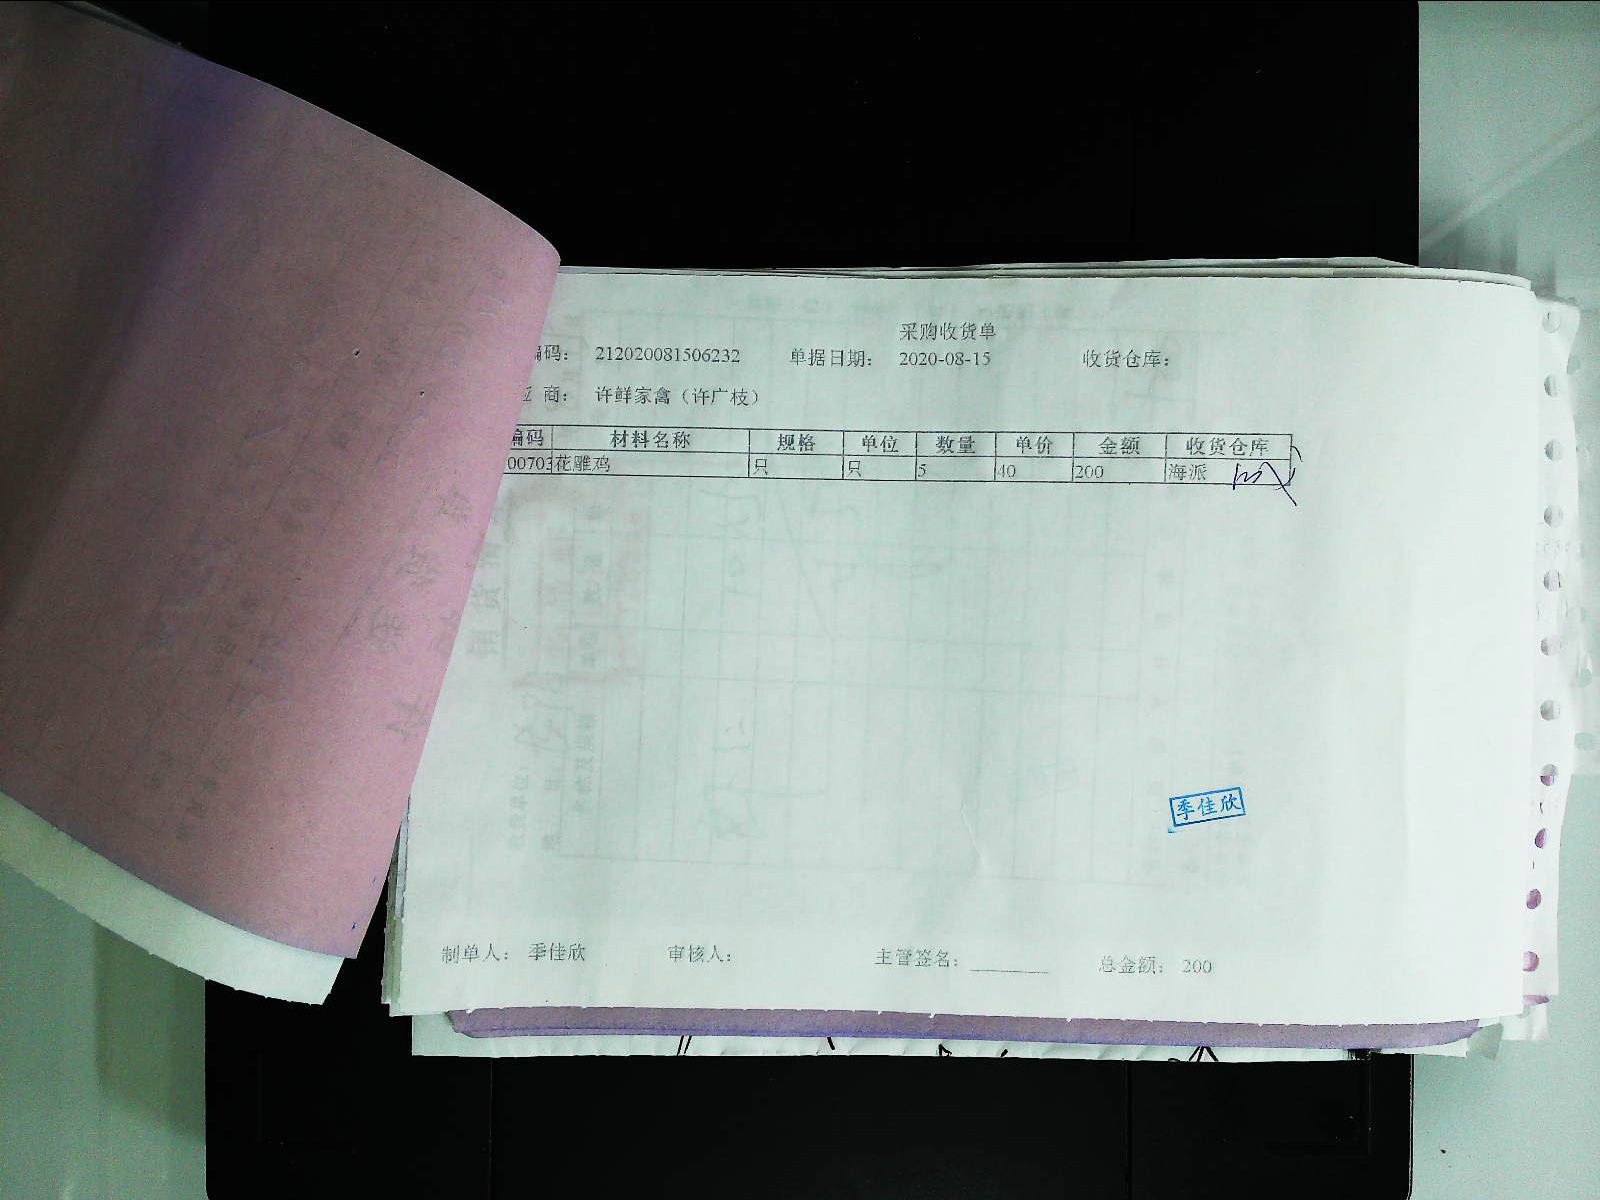 采购收货单
编码： 212020081506232 单据日期： 2020-08-15 收货仓库：
应 商： 许鲜家禽（许广枝）
编码 材料名称 规格 单位 数量 单价 金额 收货仓库
00703 花雕鸡 只 只 5 40 200 海派
季佳欣
制单人： 季佳欣 审核人： 主管签名： 总金额： 200